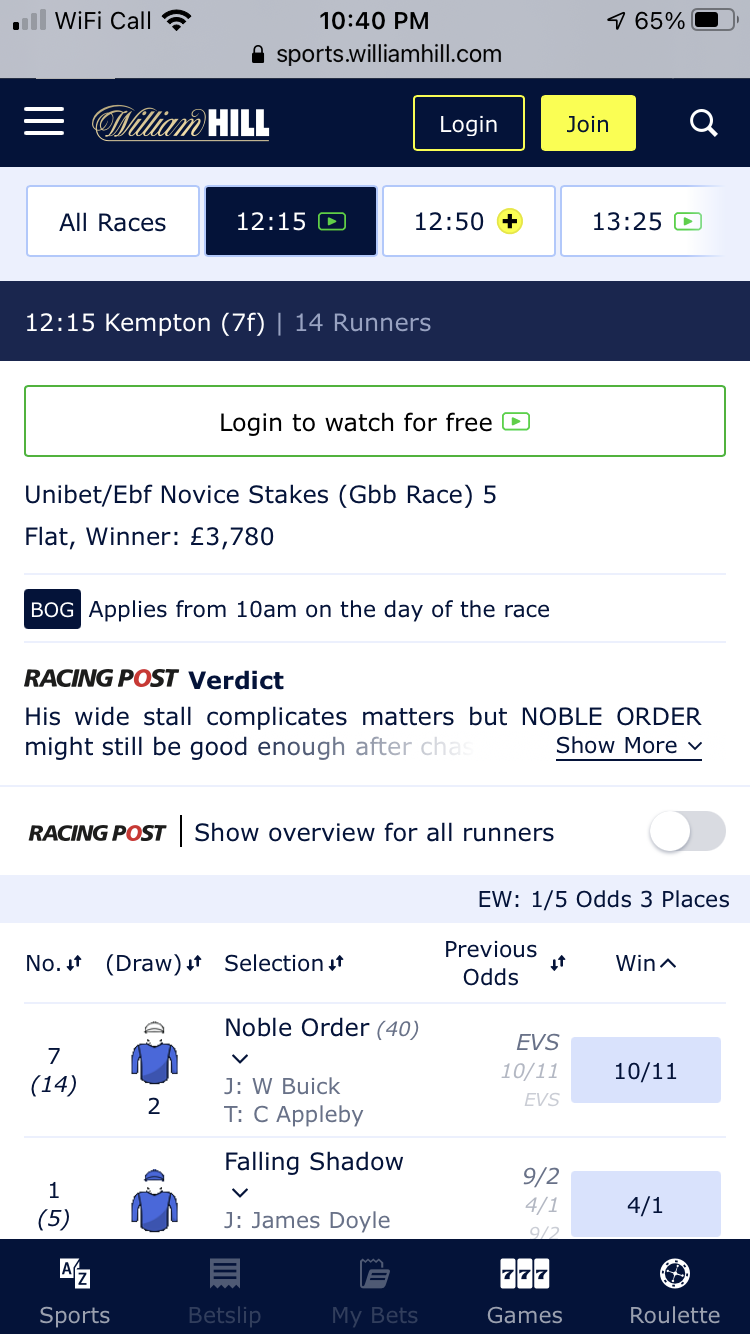 WiFi Call 10:40 PM 65%
sports.williamhill.com
William HILL Login Join
All Races 12:15 12:50 13:25
12:15 Kempton (7f) | 14 Runners
Login to watch for free
Unibet/Ebf Novice Stakes (Gbb Race) 5
Flat, Winner: £3,780
BOG Applies from 10am on the day of the race
RACING POST Verdict
His wide stall complicates matters but NOBLE ORDER
might still be good enough after chas Show More
RACING POST | Show overview for all runners
EW: 1/5 Odds 3 Places
No. (Draw) Selection Previous Odds Win
Noble Order (40)
7 EVS
(14) 10/11 10/11
J: W Buick
2 EVS
T: C Appleby
Falling Shadow
1 9/2
(5) 4/1 4/1
J: James Doyle 9/2
A Z 7 7 7
Sports Betslip My Bets Games Roulette